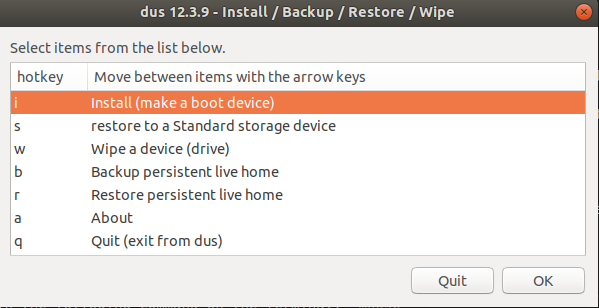 dus 12.3.9 - Install / Backup / Restore / Wipe
Select items from the list below.
hotkey Move between items with the arrow keys
i Install (make a boot device)
s restore to a Standard storage device
w Wipe a device (drive)
b Backup persistent live home
r Restore persistent live home
a About
q Quit (exit from dus)
Quit OK